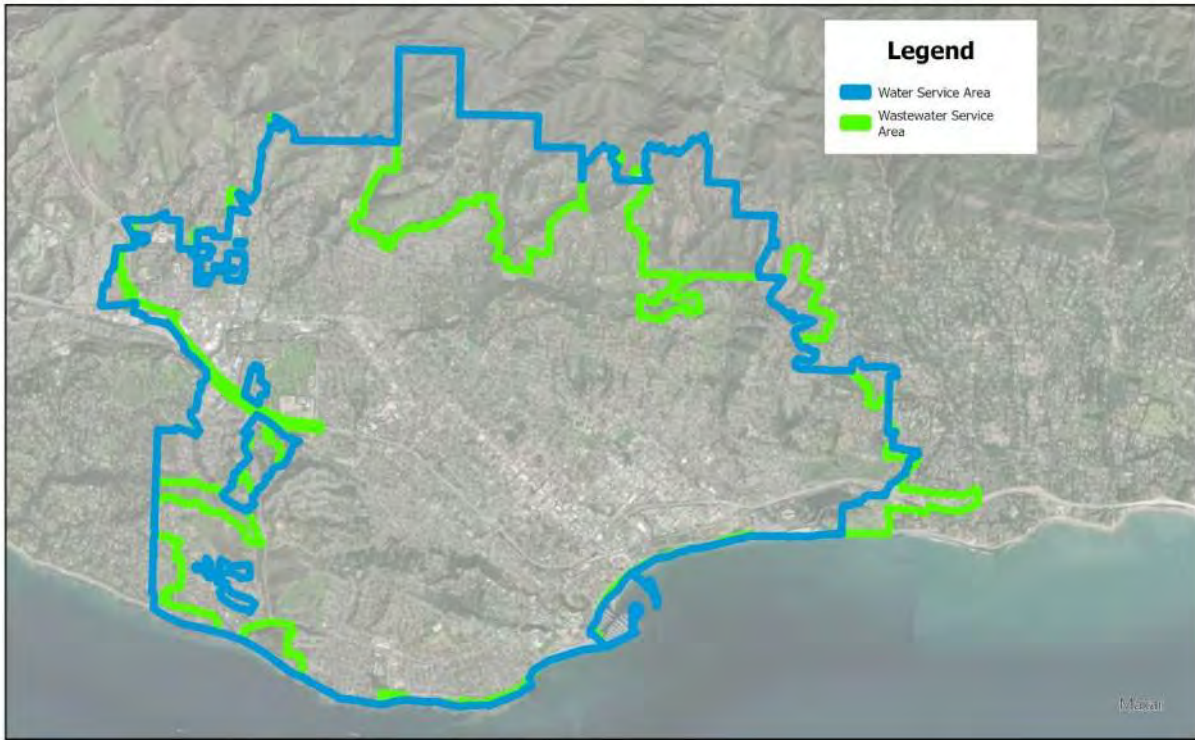 Legend
Water Service Area
Wastewater Service
Area
Maxar